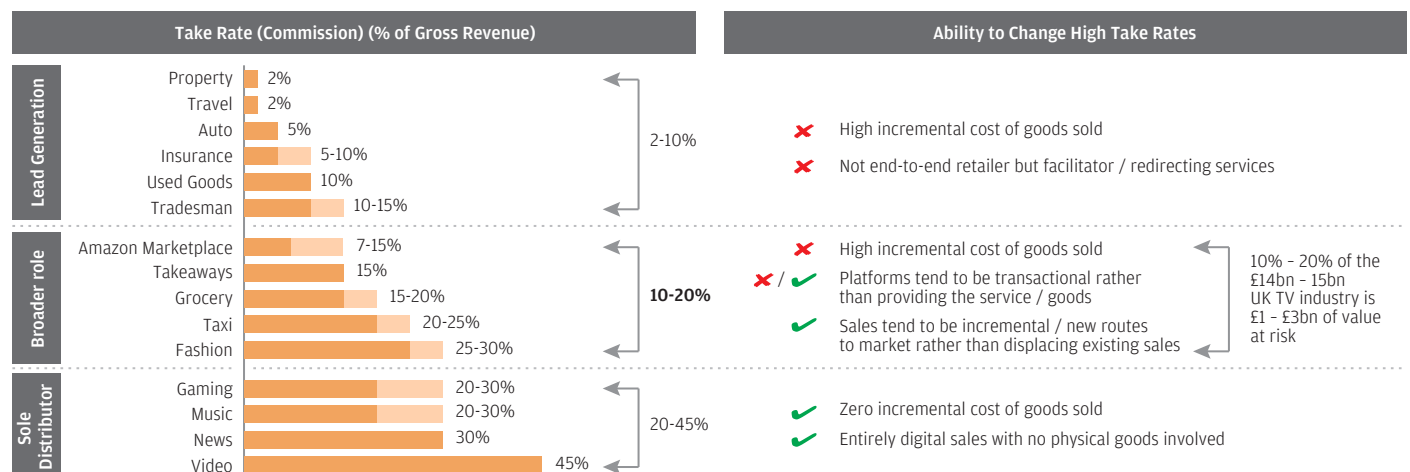 Take Rate (Commission) (% of Gross Revenue)
Ability to Change High Take Rates
Lead Generation
Property 2%
Travel 2%
Auto 5%
Insurance 5-10%
Used Goods 10%
Tradesman 10-15%
2-10%
High incremental cost of goods sold
Not end-to-end retailer but facilitator / redirecting services
Broader role
Amazon Marketplace 7-15%
Takeaways 15%
Grocery 15-20%
Taxi 20-25%
Fashion 25-30%
10-20%
High incremental cost of goods sold
/
Platforms tend to be transactional rather
than providing the service / goods
Sales tend to be incremental / new routes
to market rather than displacing existing sales
10% - 20% of the
£14bn - 15bn
UK TV industry is
£1 - £3bn of value
at risk
Sole
Distributor
Gaming 20-30%
Music 20-30%
News 30%
Video 45%
20-45%
Zero incremental cost of goods sold
Entirely digital sales with no physical goods involved